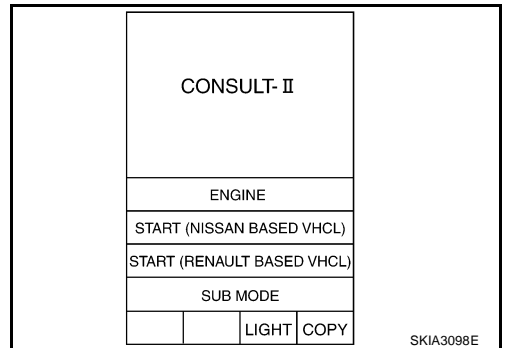 CONSULT-II
ENGINE
START (NISSAN BASED VHCL)
START (RENAULT BASED VHCL)
SUB MODE
LIGHT COPY
SKIA3098E